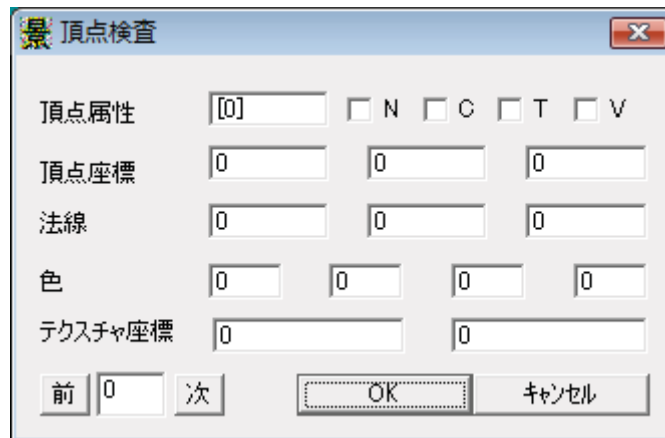 景 頂点検査
頂点属性 [0] N C T V
頂点座標 0 0 0
法線 0 0 0
色 0 0 0 0
テクスチャ座標 0 0
前 0 次 OK キャンセル